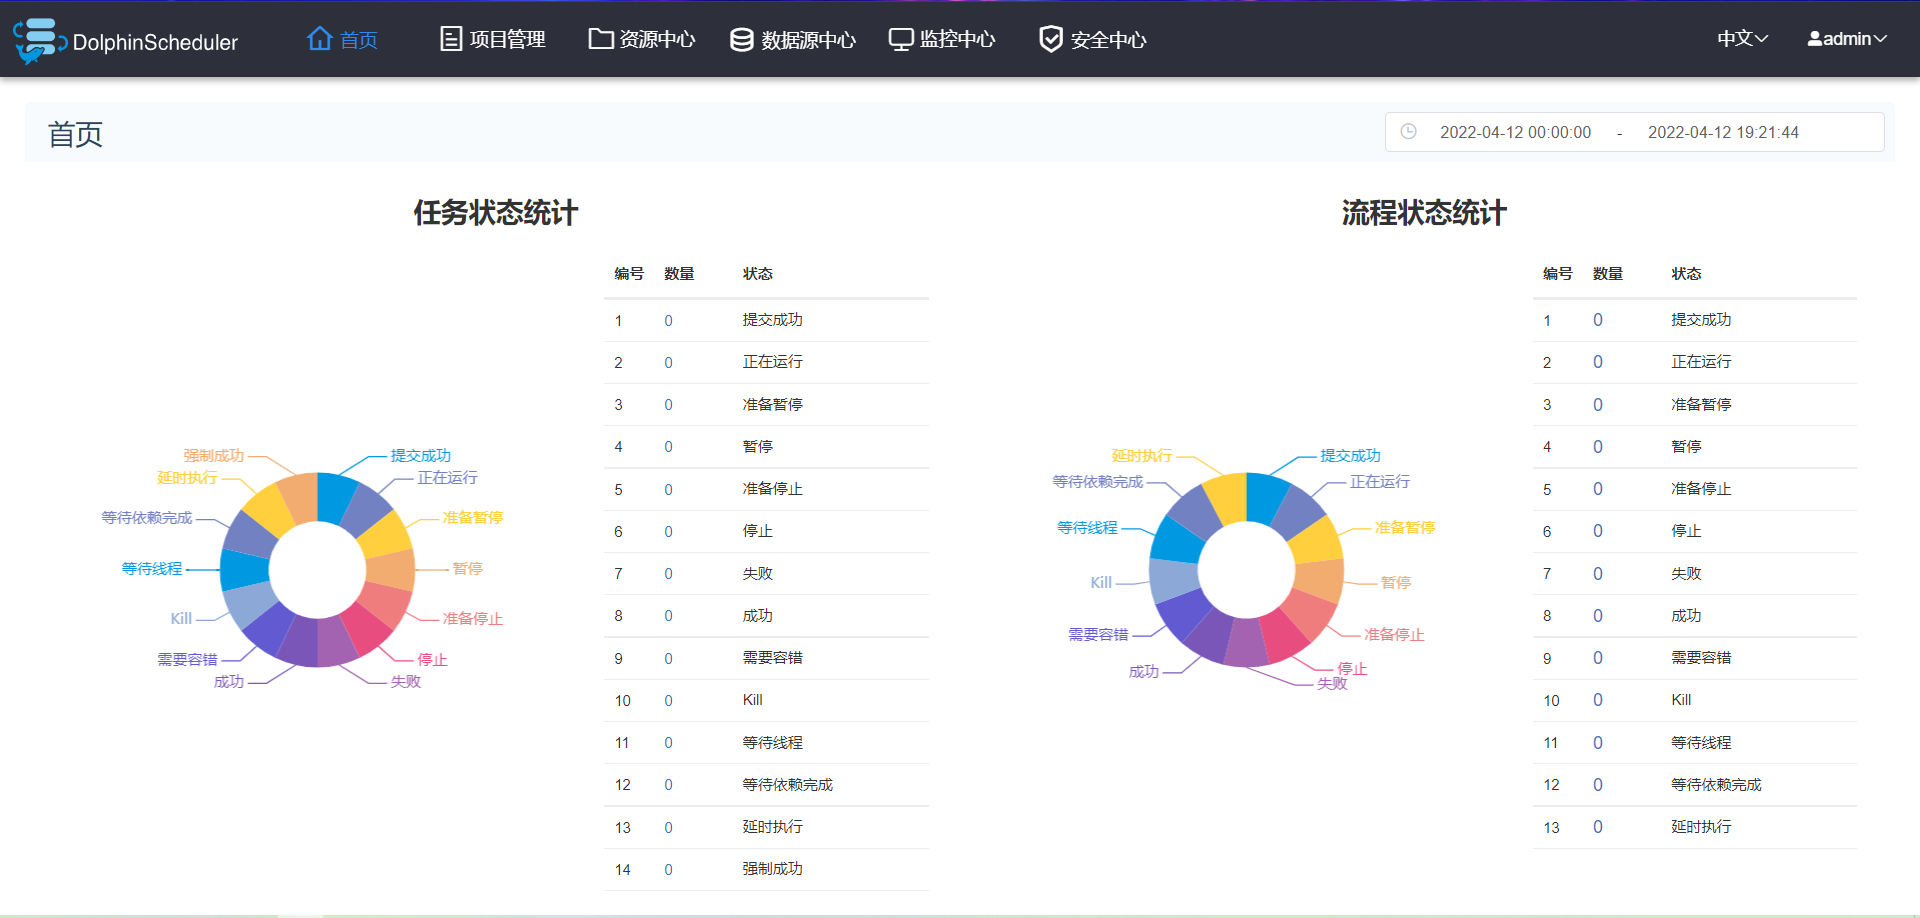 DolphinScheduler 首页 项目管理 资源中心 数据源中心 监控中心 安全中心 中文 admin
首页 2022-04-12 00:00:00 - 2022-04-12 19:21:44
任务状态统计
强制成功 提交成功
延时执行 正在运行
等待依赖完成 准备暂停
等待线程 暂停
Kill 准备停止
需要容错 停止
成功 失败
编号 数量 状态
1 0 提交成功
2 0 正在运行
3 0 准备暂停
4 0 暂停
5 0 准备停止
6 0 停止
7 0 失败
8 0 成功
9 0 需要容错
10 0 Kill
11 0 等待线程
12 0 等待依赖完成
13 0 延时执行
14 0 强制成功
流程状态统计
延时执行 提交成功
等待依赖完成 正在运行
等待线程 准备暂停
Kill 暂停
需要容错 准备停止
成功 停止
失败
编号 数量 状态
1 0 提交成功
2 0 正在运行
3 0 准备暂停
4 0 暂停
5 0 准备停止
6 0 停止
7 0 失败
8 0 成功
9 0 需要容错
10 0 Kill
11 0 等待线程
12 0 等待依赖完成
13 0 延时执行